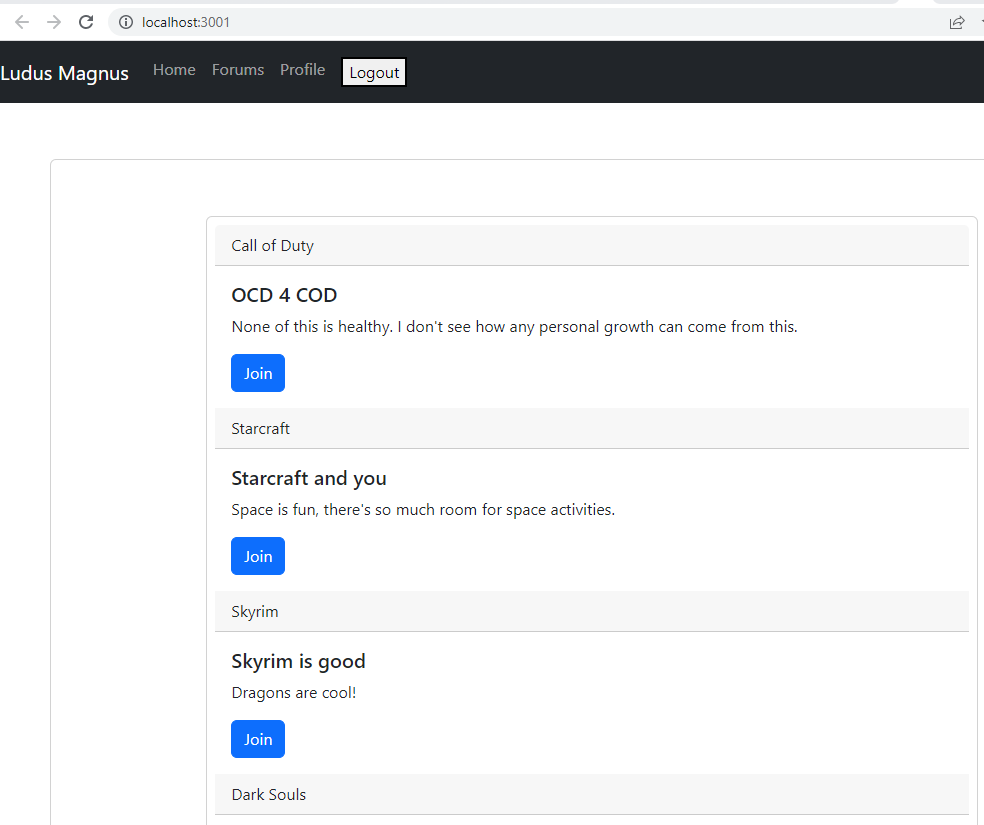 localhost:3001
Ludus Magnus Home Forums Profile Logout
Call of Duty
OCD 4 COD
None of this is healthy. I don't see how any personal growth can come from this.
Join
Starcraft
Starcraft and you
Space is fun, there's so much room for space activities.
Join
Skyrim
Skyrim is good
Dragons are cool!
Join
Dark Souls